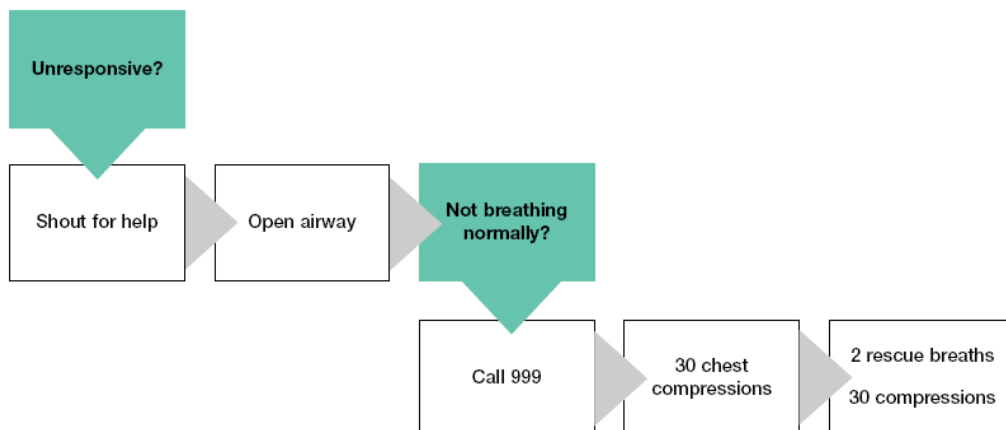 Unresponsive?
Shout for help
Open airway
Not breathing
normally?
Call 999
30 chest
compressions
2 rescue breaths
30 compressions